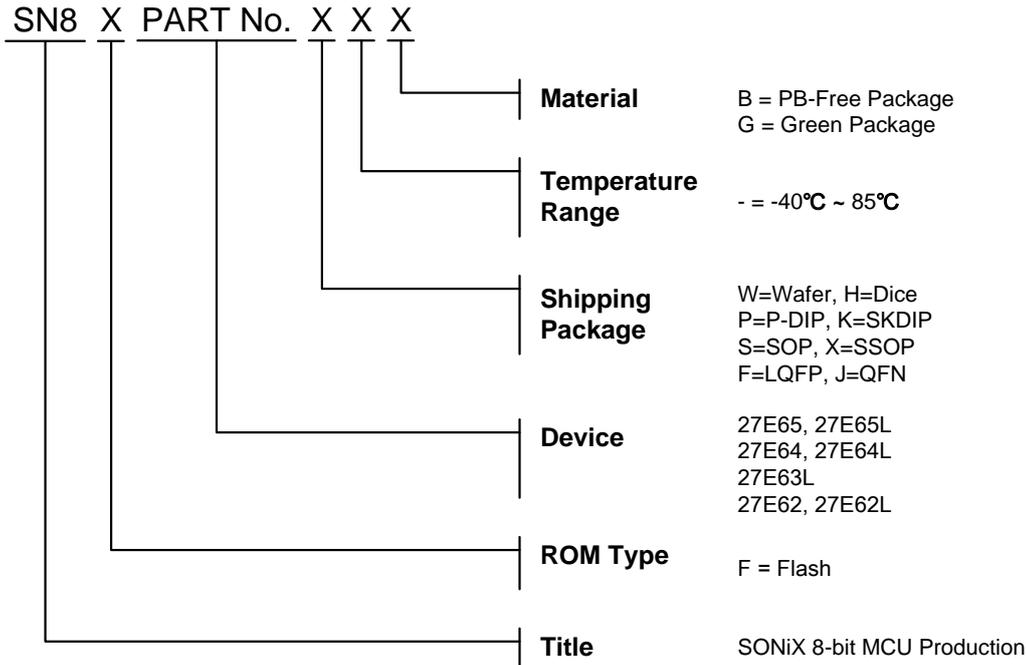 SN8 X PART No. X X X
Material
B = PB-Free Package
G = Green Package
Temperature
Range
- = -40℃ ~ 85℃
Shipping
Package
W=Wafer, H=Dice
P=P-DIP, K=SKDIP
S=SOP, X=SSOP
F=LQFP, J=QFN
Device
27E65, 27E65L
27E64, 27E64L
27E63L
27E62, 27E62L
ROM Type
F = Flash
Title
SONiX 8-bit MCU Production